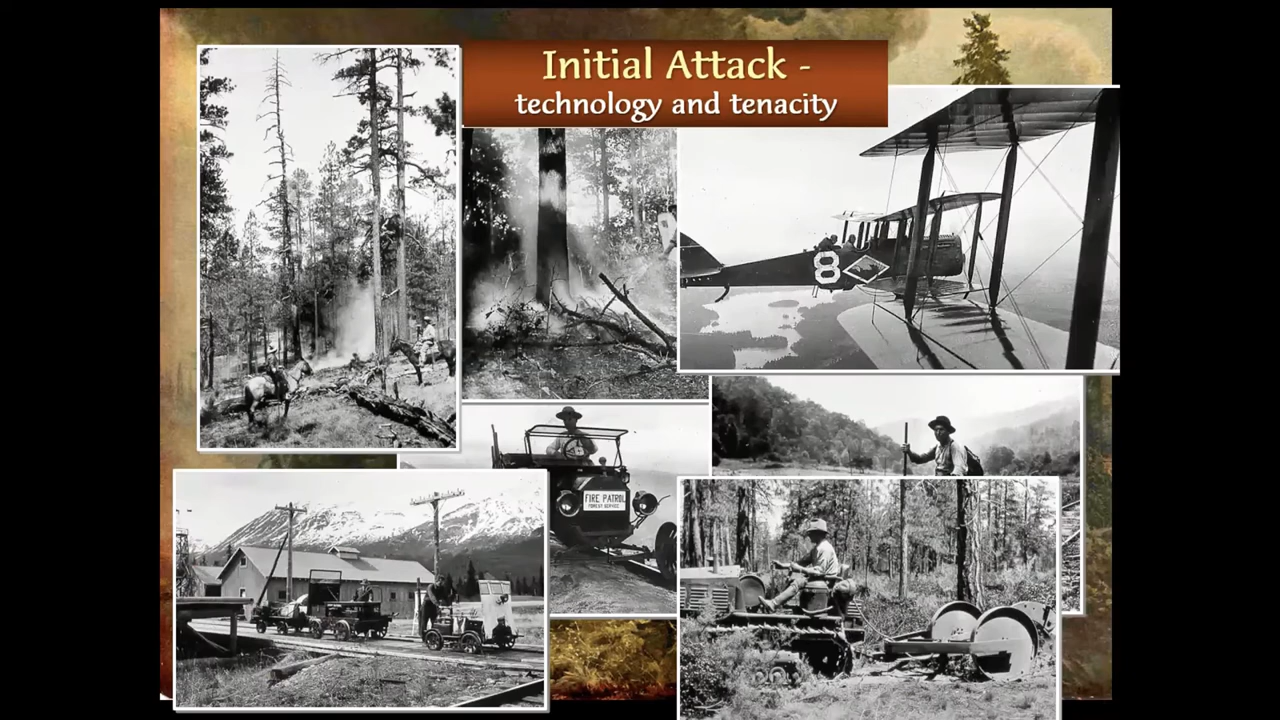 Initial Attack -
technology and tenacity
8
FIRE PATROL
FOREST SERVICE